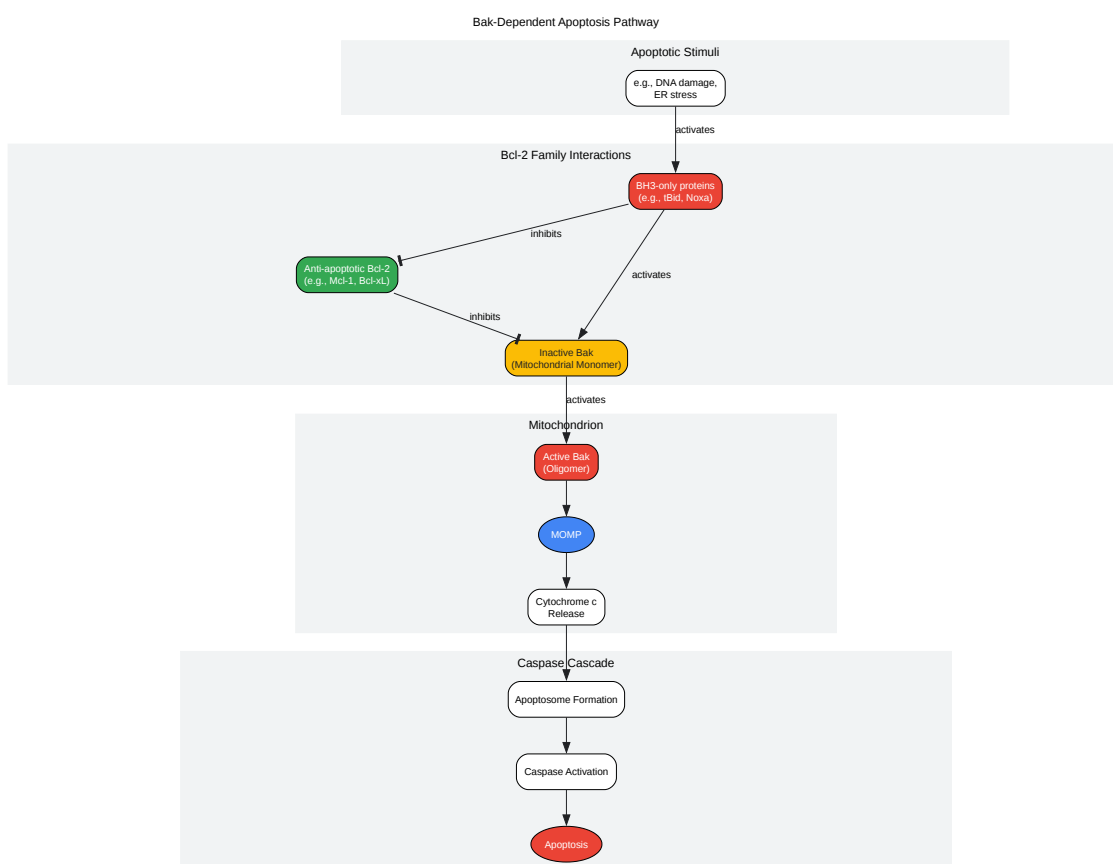 Bak-Dependent Apoptosis Pathway
Apoptotic Stimuli
e.g., DNA damage,
ER stress
activates
Bcl-2 Family Interactions
BH3-only proteins
(e.g., tBid, Noxa)
inhibits
Anti-apoptotic Bcl-2
(e.g., Mcl-1, Bcl-xL)
activates
inhibits
Inactive Bak
(Mitochondrial Monomer)
activates
Mitochondrion
Active Bak
(Oligomer)
MOMP
Cytochrome c
Release
Caspase Cascade
Apoptosome Formation
Caspase Activation
Apoptosis